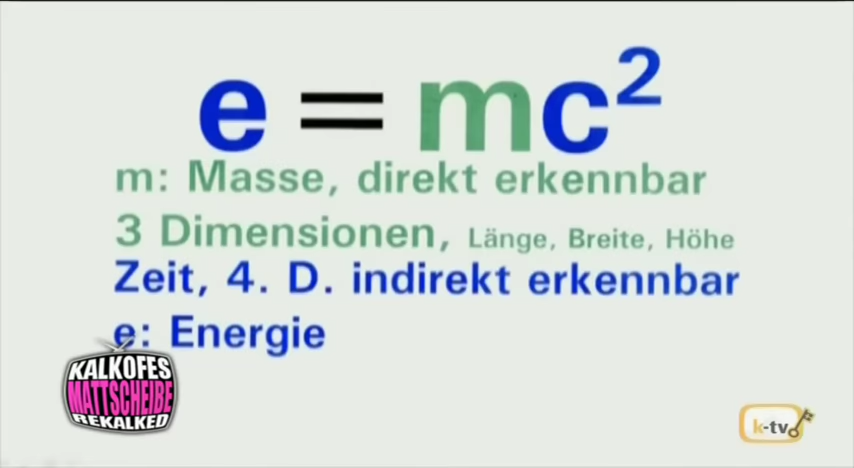 e = mc²
m: Masse, direkt erkennbar
3 Dimensionen, Länge, Breite, Höhe
Zeit, 4. D. indirekt erkennbar
e: Energie
KALKOFES
MATTSCHEIBE
REKALKED
k-tv